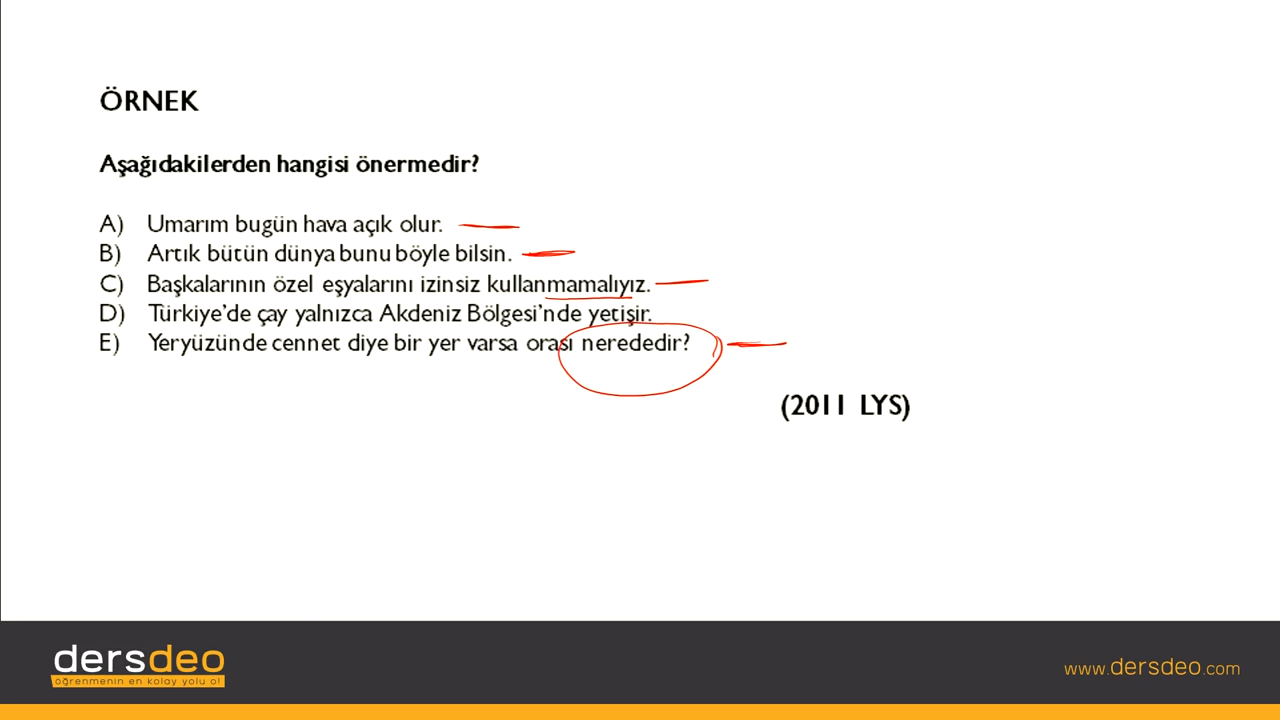 ÖRNEK
Aşağıdakilerden hangisi önermedir?
A) Umarım bugün hava açık olur.
B) Artık bütün dünya bunu böyle bilsin.
C) Başkalarının özel eşyalarını izinsiz kullanmamalıyız.
D) Türkiye'de çay yalnızca Akdeniz Bölgesi'nde yetişir.
E) Yeryüzünde cennet diye bir yer varsa orası nerededir?
(2011 LYS)
dersdeo
öğrenmenin en kolay yolu o!
www.dersdeo.com